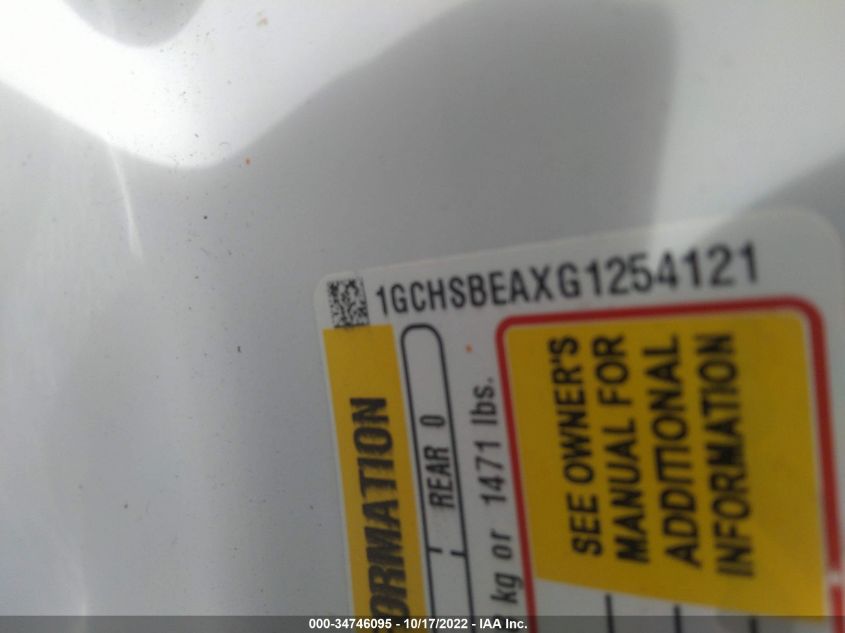 1GCHSBEAXG1254121
REAR 0
kg or 1471 lbs.
SEE OWNER'S
MANUAL FOR
ADDITIONAL
INFORMATION
000-34746095 - 10/17/2022 - IAA Inc.